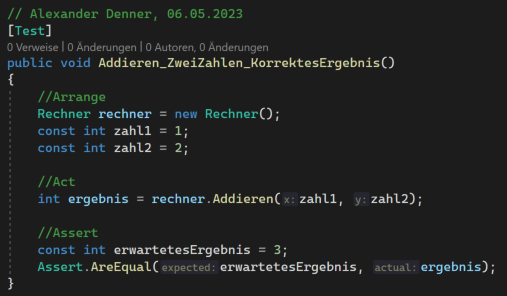 // Alexander Denner, 06.05.2023
[Test]
0 Verweise | 0 Änderungen | 0 Autoren, 0 Änderungen
public void Addieren_ZweiZahlen_KorrektesErgebnis()
{
    //Arrange
    Rechner rechner = new Rechner();
    const int zahl1 = 1;
    const int zahl2 = 2;

    //Act
    int ergebnis = rechner.Addieren(x: zahl1, y: zahl2);

    //Assert
    const int erwartetesErgebnis = 3;
    Assert.AreEqual(expected: erwartetesErgebnis, actual: ergebnis);
}